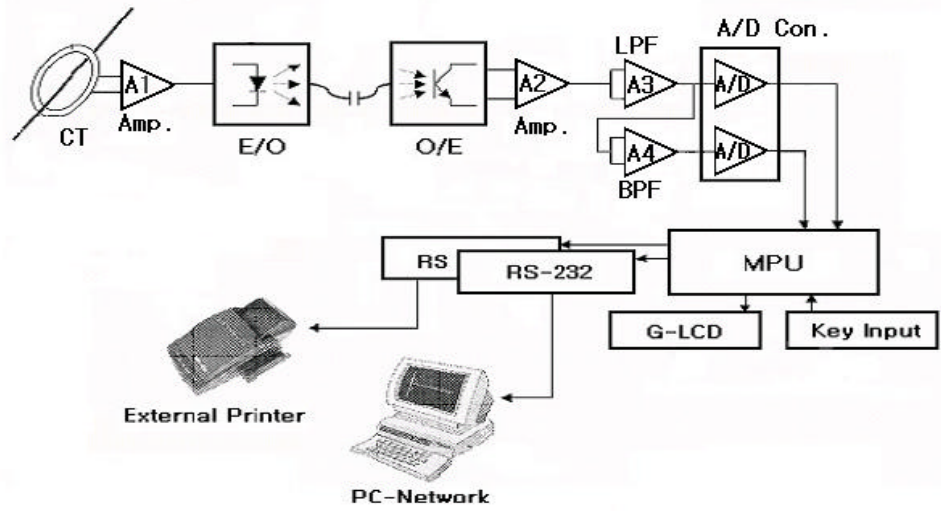 A/D Con.
LPF
A1
A2
A3
A/D
CT
Amp.
E/O
O/E
Amp.
A4
A/D
BPF
RS
RS-232
MPU
G-LCD
Key Input
External Printer
PC-Network